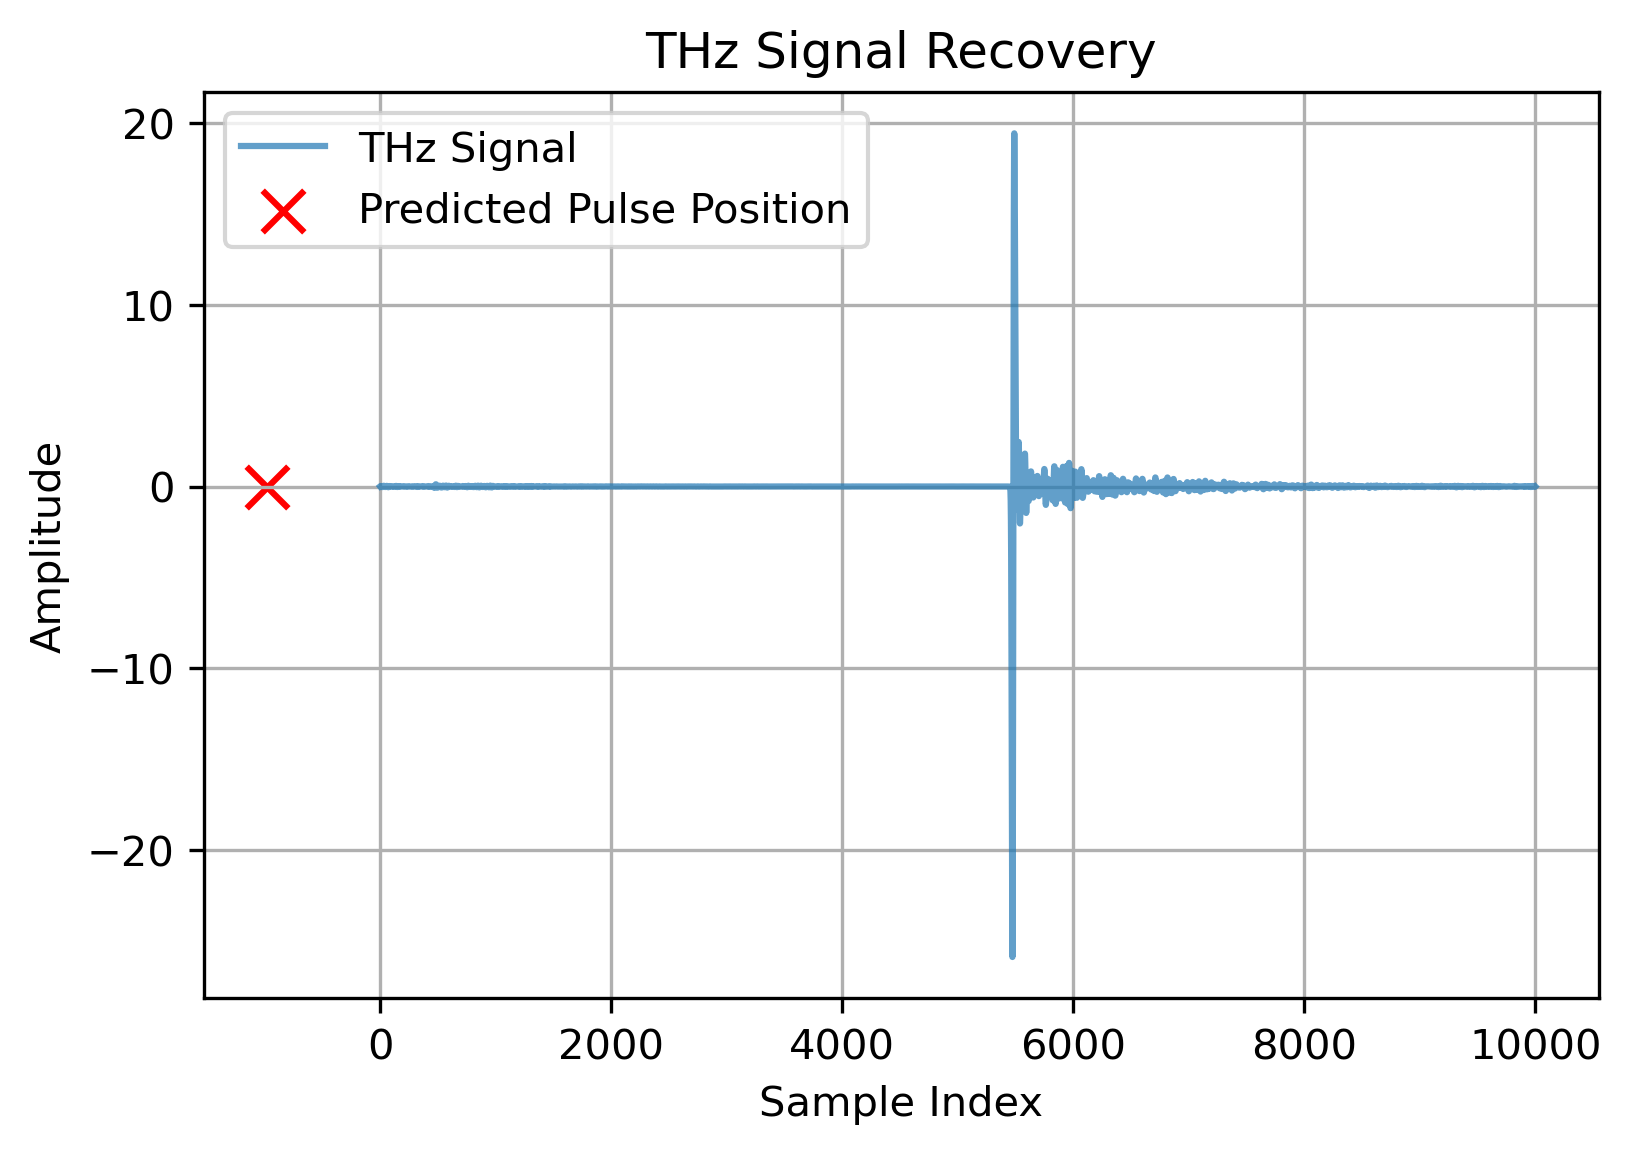 THz Signal Recovery
THz Signal
Predicted Pulse Position
20
10
0
−10
−20
Amplitude
0 2000 4000 6000 8000 10000
Sample Index